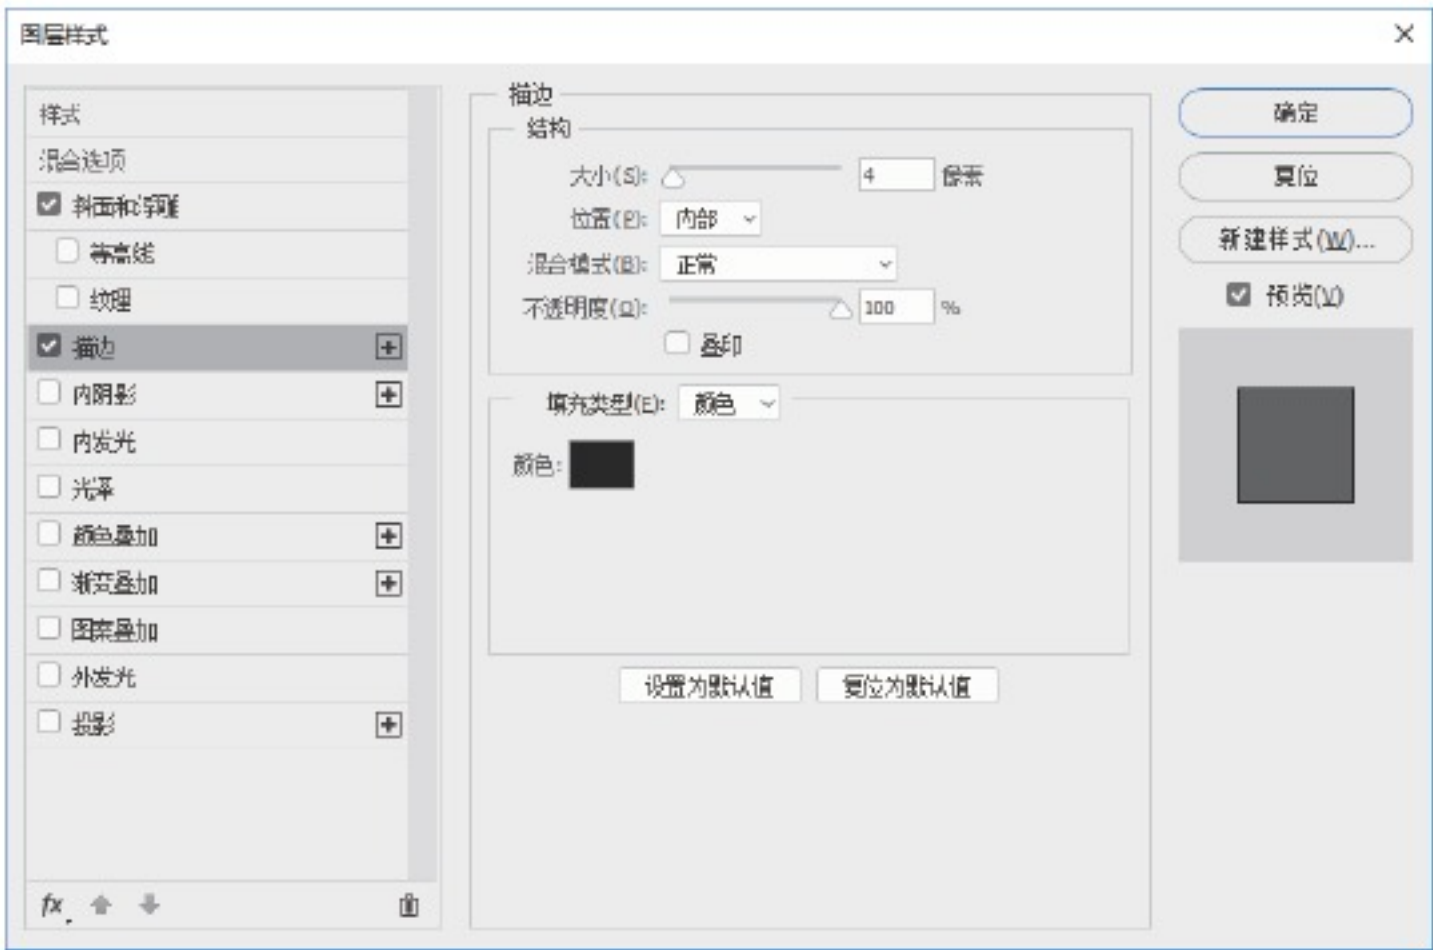 图层样式
样式
混合选项
斜面和浮雕
等高线
纹理
描边
内阴影
内发光
光泽
颜色叠加
渐变叠加
图案叠加
外发光
投影
fx
描边
结构
大小(S): 4 像素
位置(P): 内部
混合模式(B): 正常
不透明度(O): 100 %
叠印
填充类型(E): 颜色
颜色:
设置为默认值 复位为默认值
确定
复位
新建样式(W)...
预览(V)